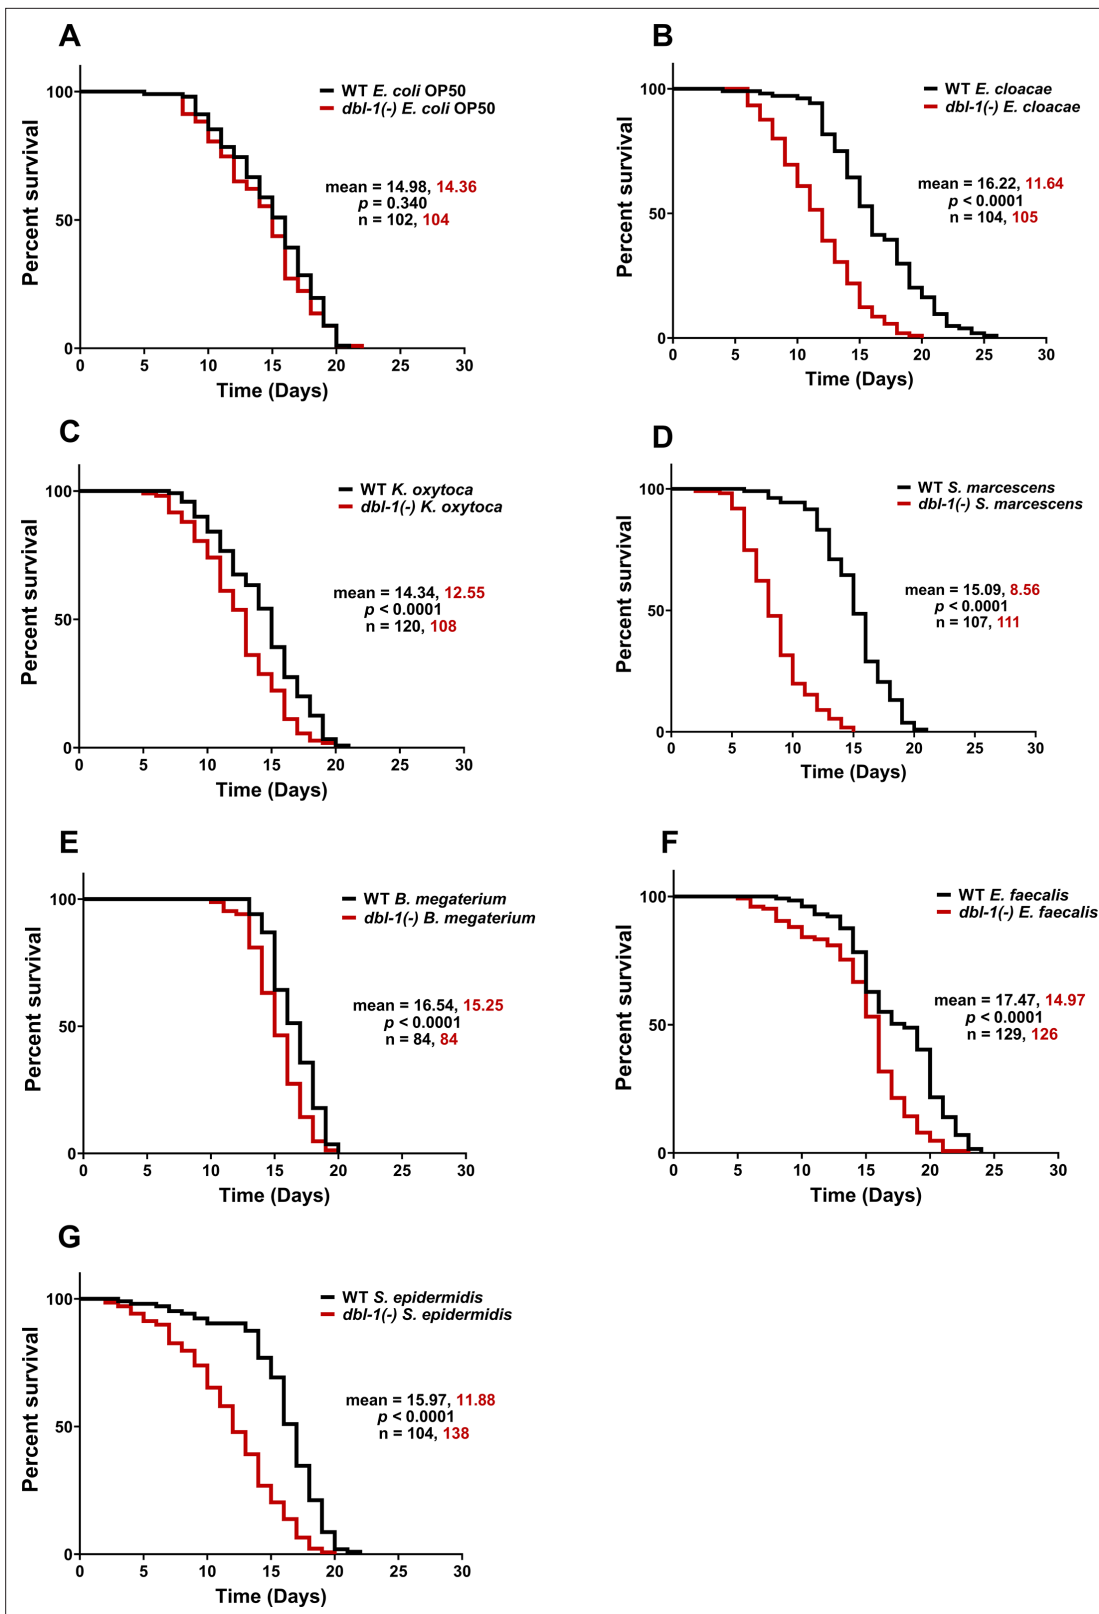 A
WT E. coli OP50
dbl-1(-) E. coli OP50
mean = 14.98, 14.36
p = 0.340
n = 102, 104
Percent survival
100
50
0
0 5 10 15 20 25 30
Time (Days)
B
WT E. cloacae
dbl-1(-) E. cloacae
mean = 16.22, 11.64
p < 0.0001
n = 104, 105
Percent survival
100
50
0
0 5 10 15 20 25 30
Time (Days)
C
WT K. oxytoca
dbl-1(-) K. oxytoca
mean = 14.34, 12.55
p < 0.0001
n = 120, 108
Percent survival
100
50
0
0 5 10 15 20 25 30
Time (Days)
D
WT S. marcescens
dbl-1(-) S. marcescens
mean = 15.09, 8.56
p < 0.0001
n = 107, 111
Percent survival
100
50
0
0 5 10 15 20 25 30
Time (Days)
E
WT B. megaterium
dbl-1(-) B. megaterium
mean = 16.54, 15.25
p < 0.0001
n = 84, 84
Percent survival
100
50
0
0 5 10 15 20 25 30
Time (Days)
F
WT E. faecalis
dbl-1(-) E. faecalis
mean = 17.47, 14.97
p < 0.0001
n = 129, 126
Percent survival
100
50
0
0 5 10 15 20 25 30
Time (Days)
G
WT S. epidermidis
dbl-1(-) S. epidermidis
mean = 15.97, 11.88
p < 0.0001
n = 104, 138
Percent survival
100
50
0
0 5 10 15 20 25 30
Time (Days)